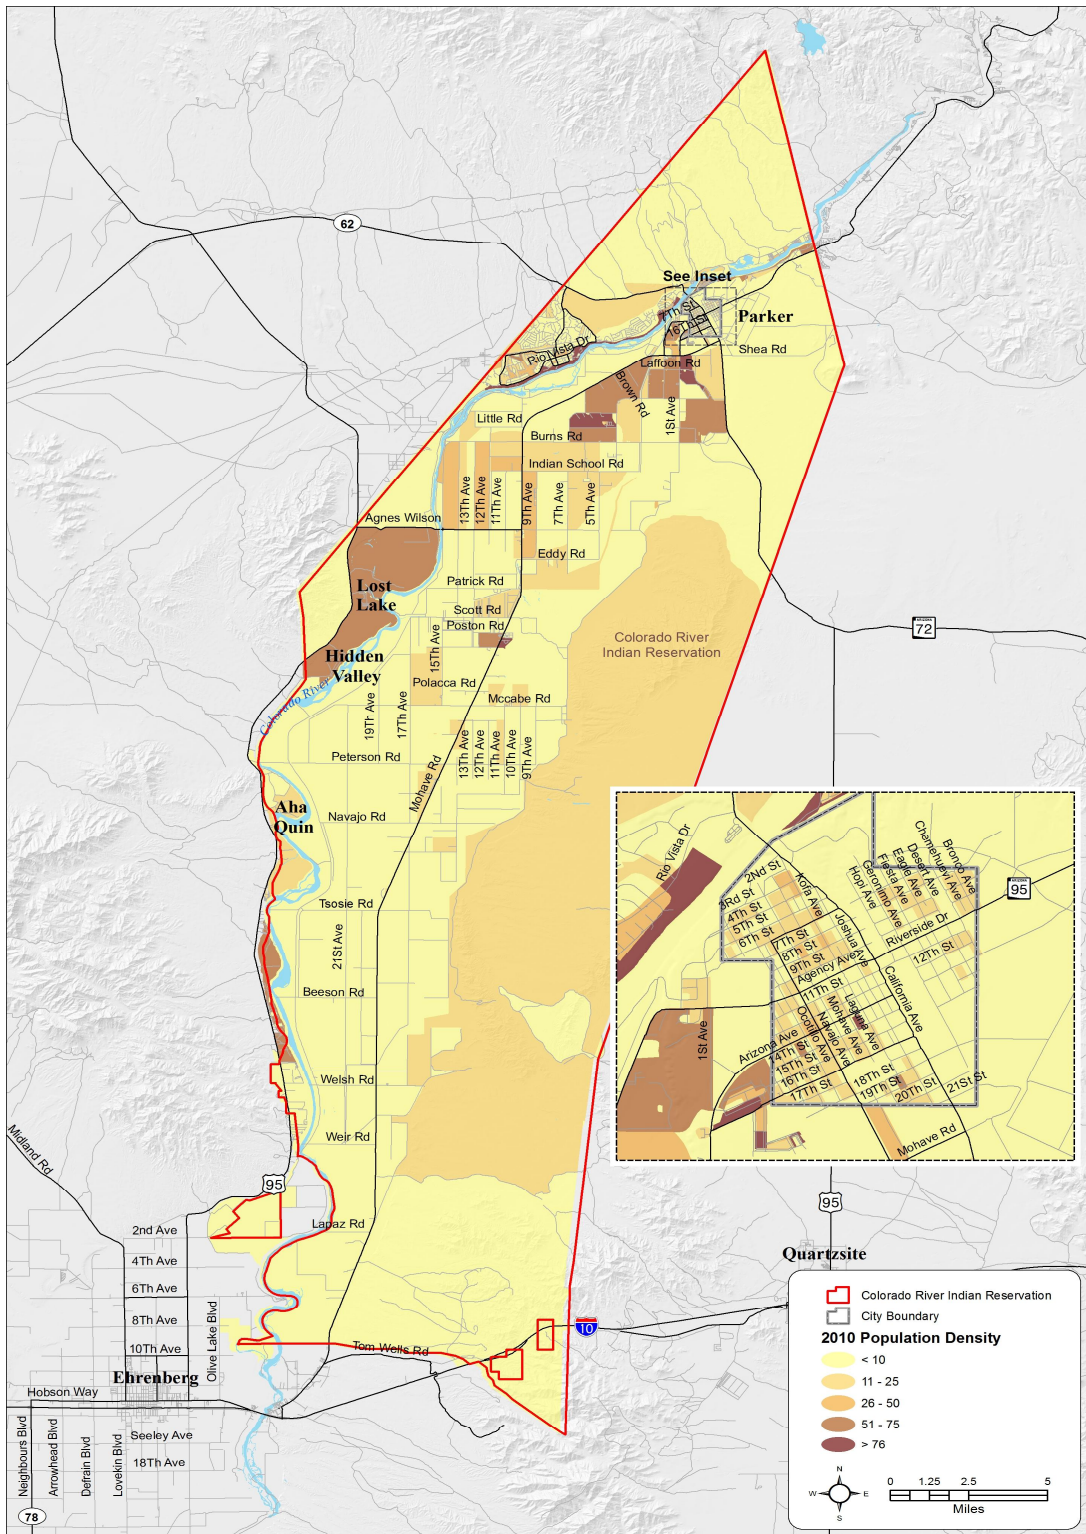 62
See Inset
7Th St
16Th St
Parker
Rio Vista Dr
Shea Rd
Laffoon Rd
Brown Rd
1St Ave
Little Rd
Burns Rd
Indian School Rd
13Th Ave
12Th Ave
11Th Ave
9Th Ave
7Th Ave
5Th Ave
Agnes Wilson
Eddy Rd
Patrick Rd
Lost
Lake
Scott Rd
Poston Rd
ARIZONA
72
Colorado River
Indian Reservation
15Th Ave
Hidden
Valley
Polacca Rd
Colorado River
19Th Ave
17Th Ave
Mccabe Rd
13Th Ave
12Th Ave
11Th Ave
10Th Ave
9Th Ave
Peterson Rd
Mohave Rd
Aha
Quin
Navajo Rd
Tsosie Rd
21St Ave
Beeson Rd
Welsh Rd
Weir Rd
Midland Rd
95
2nd Ave
Lapaz Rd
4Th Ave
6Th Ave
8Th Ave
10Th Ave
Olive Lake Blvd
Tom Wells Rd
10
Ehrenberg
Hobson Way
Neighbours Blvd
Arrowhead Blvd
Defrain Blvd
Lovekin Blvd
Seeley Ave
18Th Ave
78
Rio Vista Dr
2Nd St
3Rd St
4Th St
5Th St
6Th St
Kofa Ave
7Th St
8Th St
9Th St
Agency Ave
11Th St
Joshua Ave
Hopi Ave
Geronimo Ave
Fiesta Ave
Eagle Ave
Desert Ave
Chamehuevi Ave
Bronco Ave
ARIZONA
95
Riverside Dr
12Th St
California Ave
Laguna Ave
Mohave Ave
Navajo Ave
Ocotillo Ave
1St Ave
Arizona Ave
14Th St
15Th St
16Th St
17Th St
18Th St
19Th St
20Th St
21St St
Mohave Rd
95
Quartzsite
Colorado River Indian Reservation
City Boundary
2010 Population Density
< 10
11 - 25
26 - 50
51 - 75
> 76
N
W
E
S
0
1.25
2.5
5
Miles